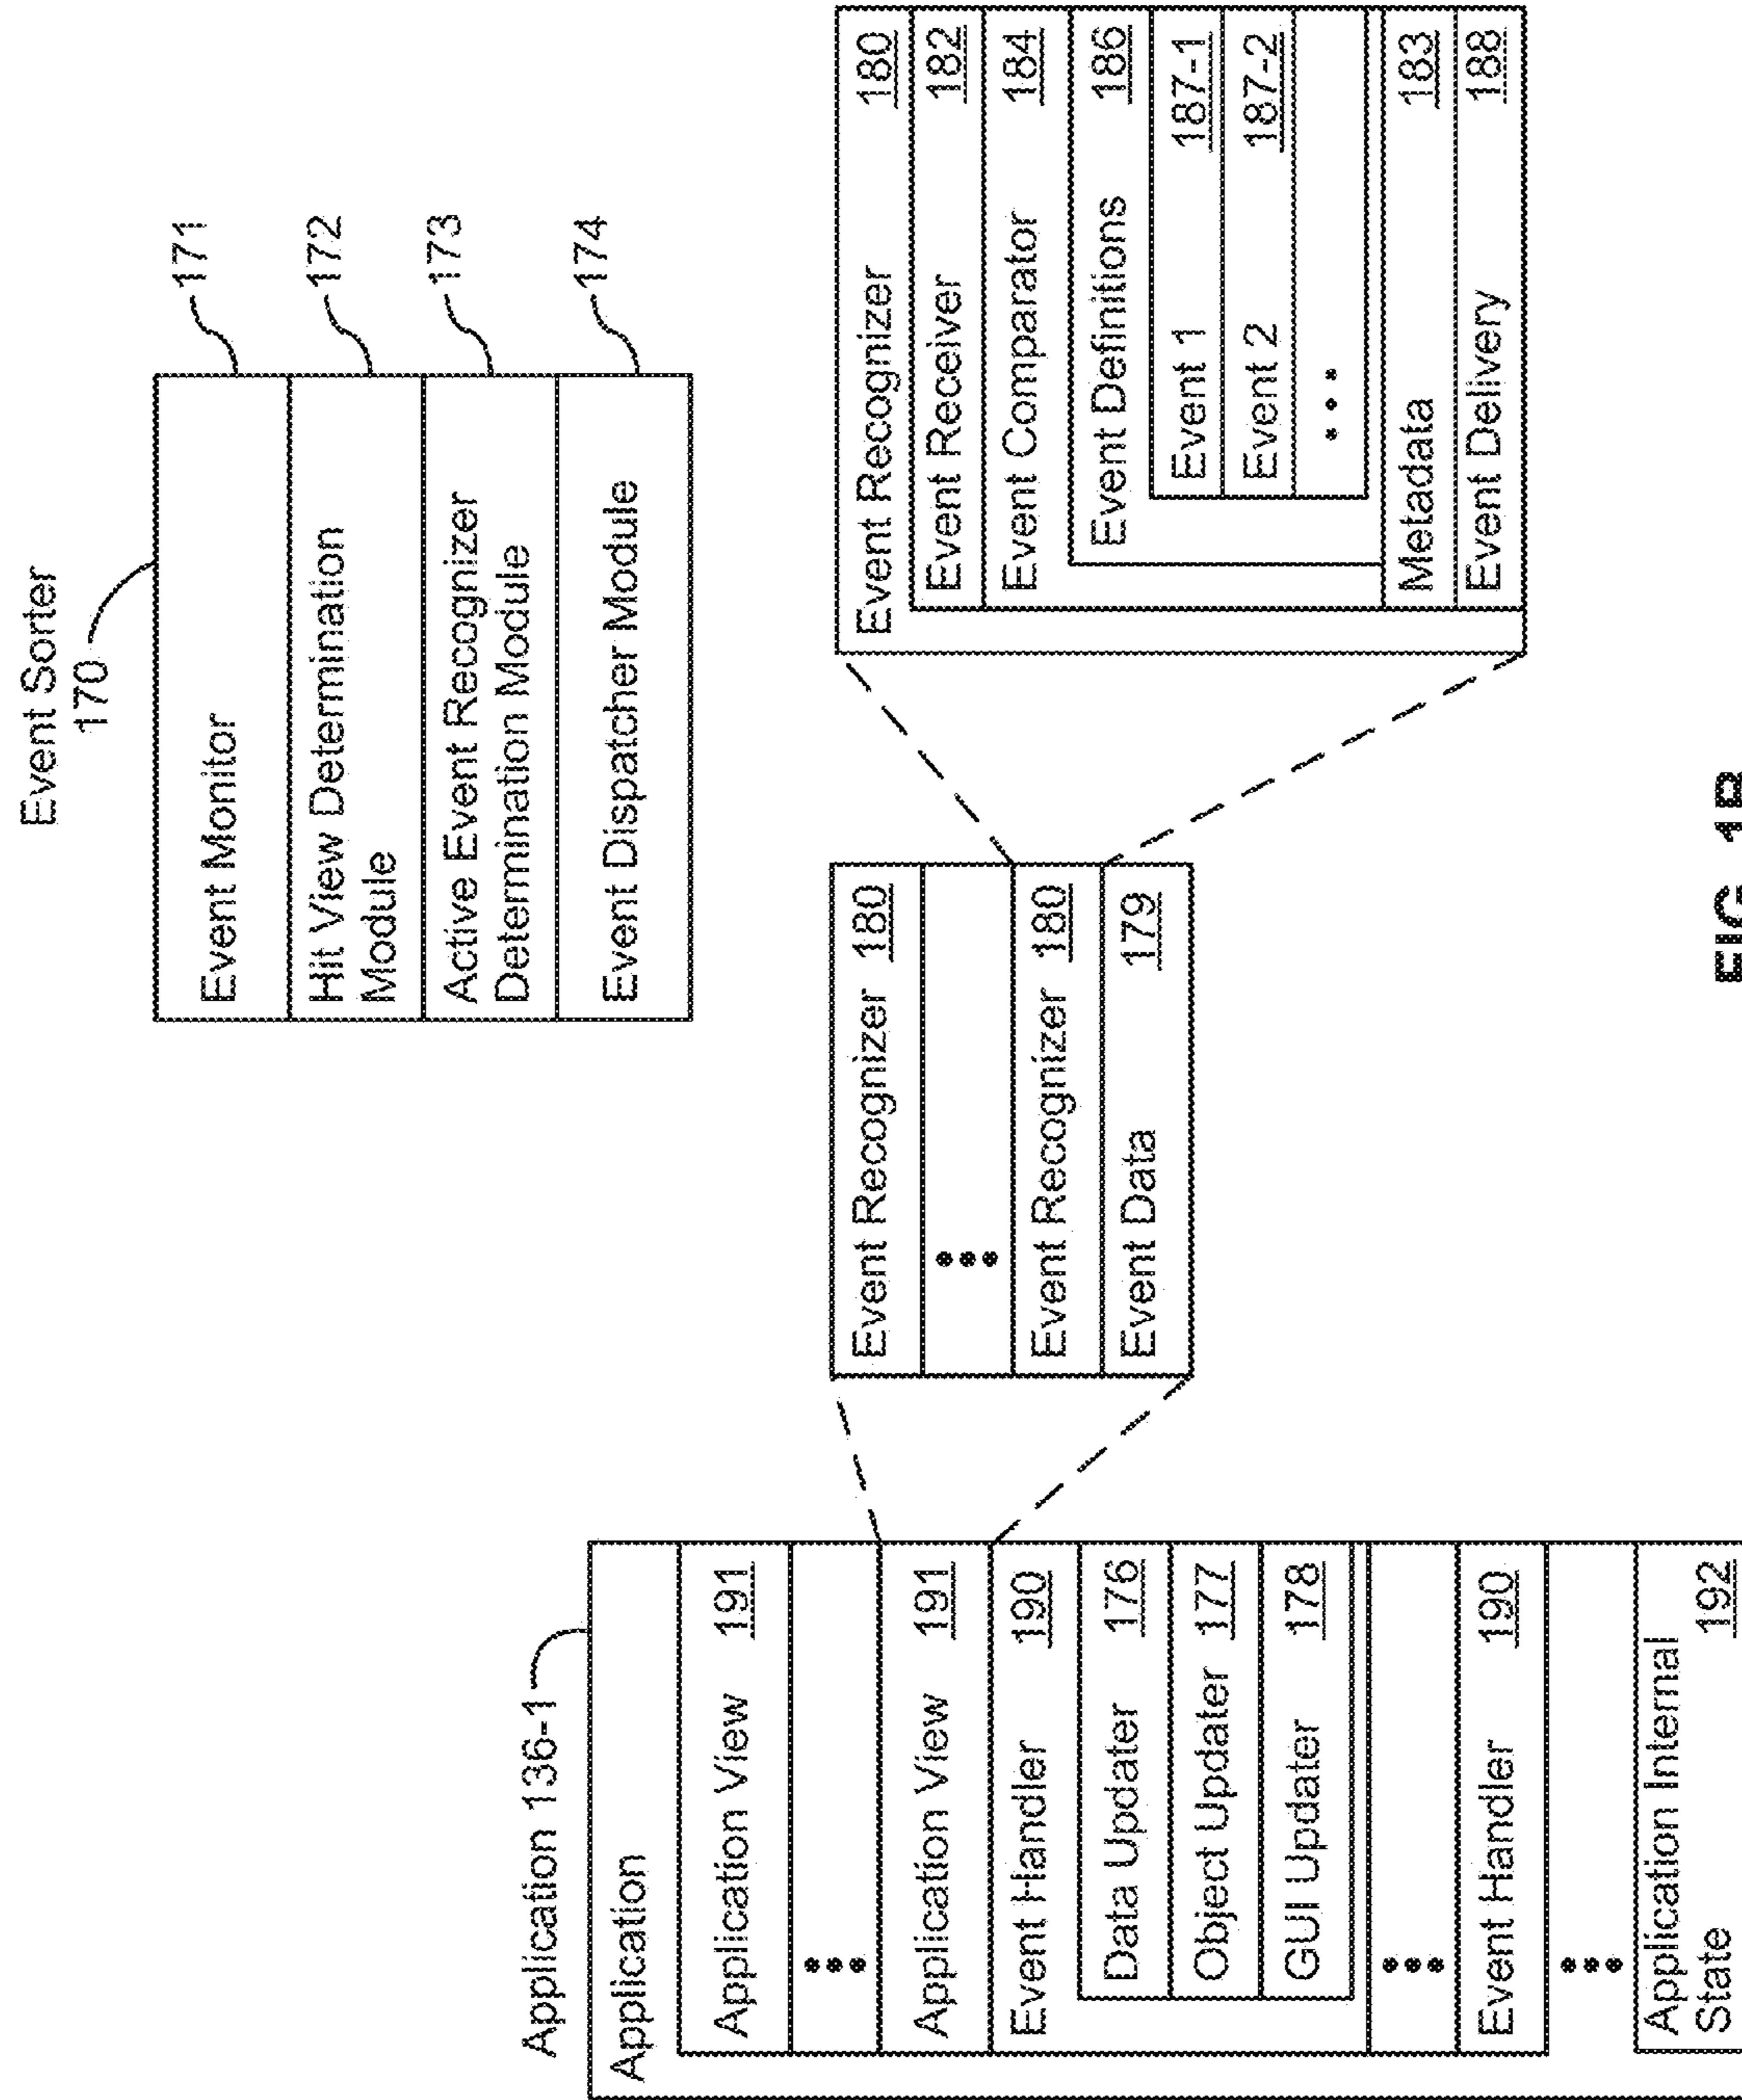 Event Sorter
170
Event Monitor
171
Hit View Determination
Module
172
Active Event Recognizer
Determination Module
173
Event Dispatcher Module
174
Application 136-1
Application
Application View 191
•••
Application View 191
Event Handler 190
Data Updater 176
Object Updater 177
GUI Updater 178
•••
Event Handler 190
•••
Application Internal
State 192
Event Recognizer 180
•••
Event Recognizer 180
Event Data 179
Event Recognizer 180
Event Receiver 182
Event Comparator 184
Event Definitions 186
Event 1 187-1
Event 2 187-2
•••
Metadata 183
Event Delivery 188
FIG. 1B